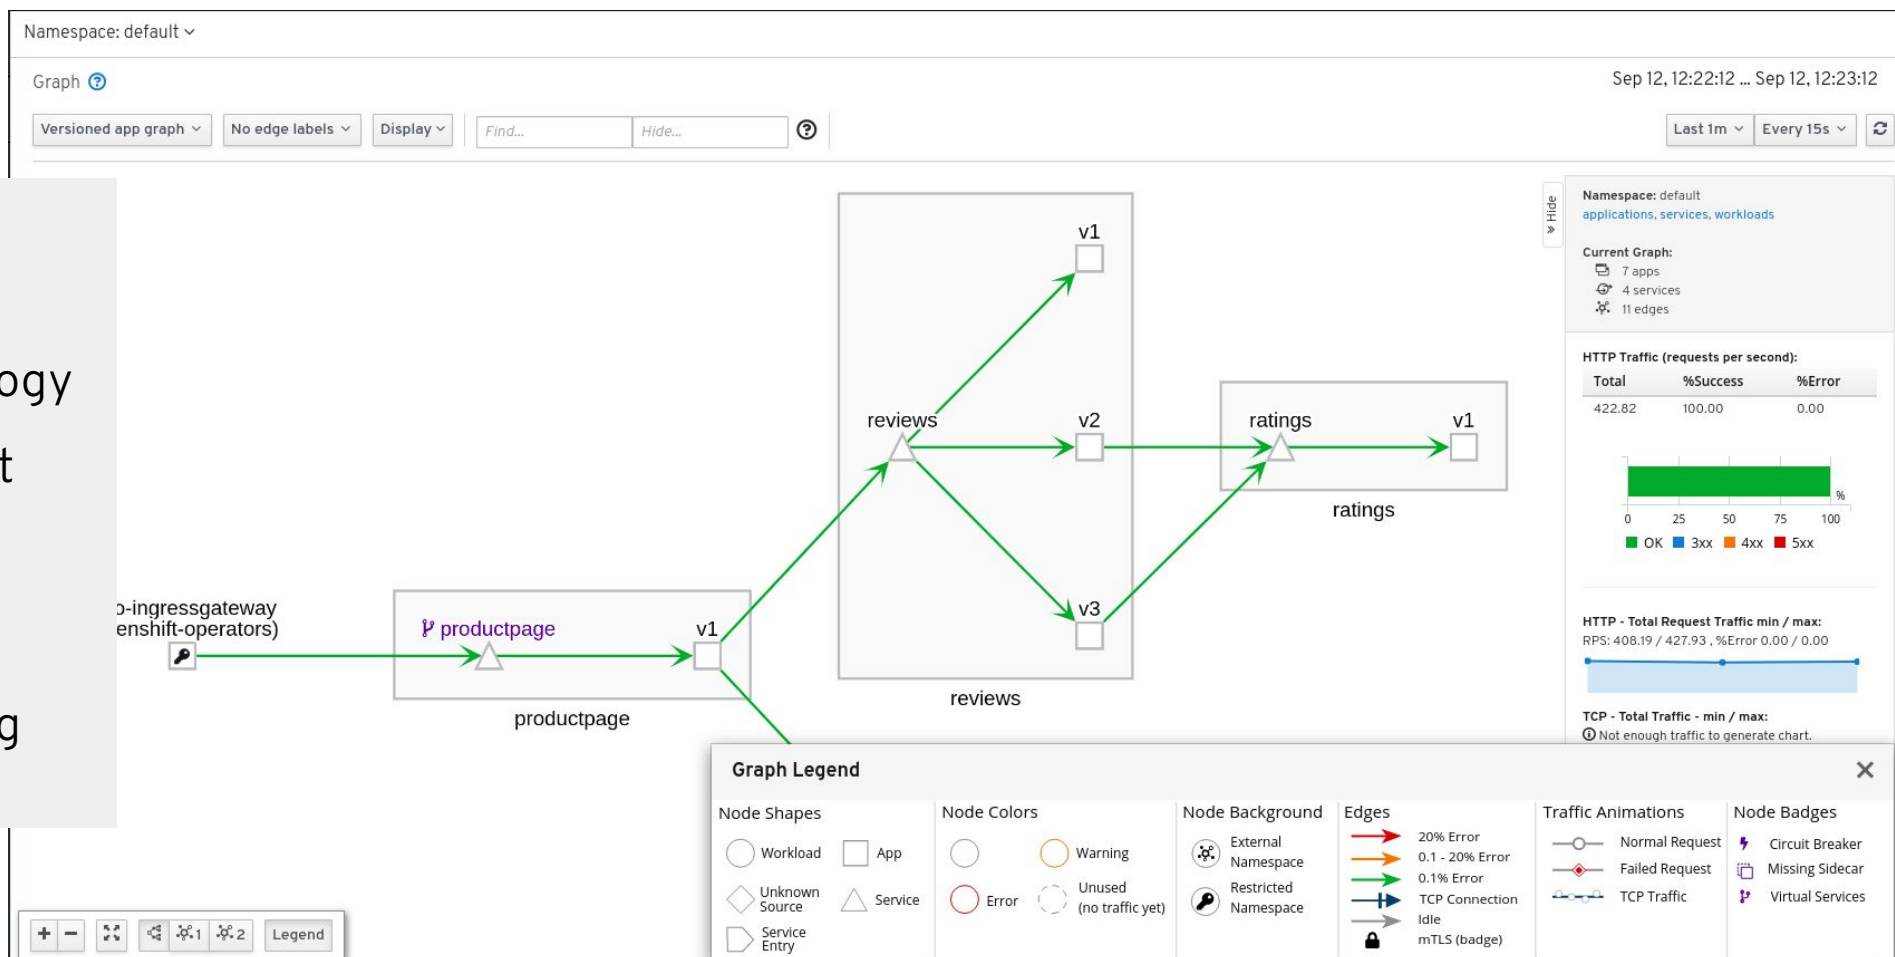 Namespace: default
Graph
Sep 12, 12:22:12 ... Sep 12, 12:23:12
Versioned app graph
No edge labels
Display
Find...
Hide...
Last 1m
Every 15s
ogy
t
g
o-ingressgateway
enshift-operators)
productpage
v1
productpage
reviews
v1
v2
v3
reviews
ratings
v1
ratings
Hide
Namespace: default
applications, services, workloads
Current Graph:
7 apps
4 services
11 edges
HTTP Traffic (requests per second):
Total %Success %Error
422.82 100.00 0.00
%
0 25 50 75 100
OK 3xx 4xx 5xx
HTTP - Total Request Traffic min / max:
RPS: 408.19 / 427.93 , %Error 0.00 / 0.00
TCP - Total Traffic - min / max:
Not enough traffic to generate chart.
Graph Legend
Node Shapes
Workload
App
Unknown
Source
Service
Service
Entry
Node Colors
Warning
Error
Unused
(no traffic yet)
Node Background
External
Namespace
Restricted
Namespace
Edges
20% Error
0.1 - 20% Error
0.1% Error
TCP Connection
Idle
mTLS (badge)
Traffic Animations
Normal Request
Failed Request
TCP Traffic
Node Badges
Circuit Breaker
Missing Sidecar
Virtual Services
1
2
Legend